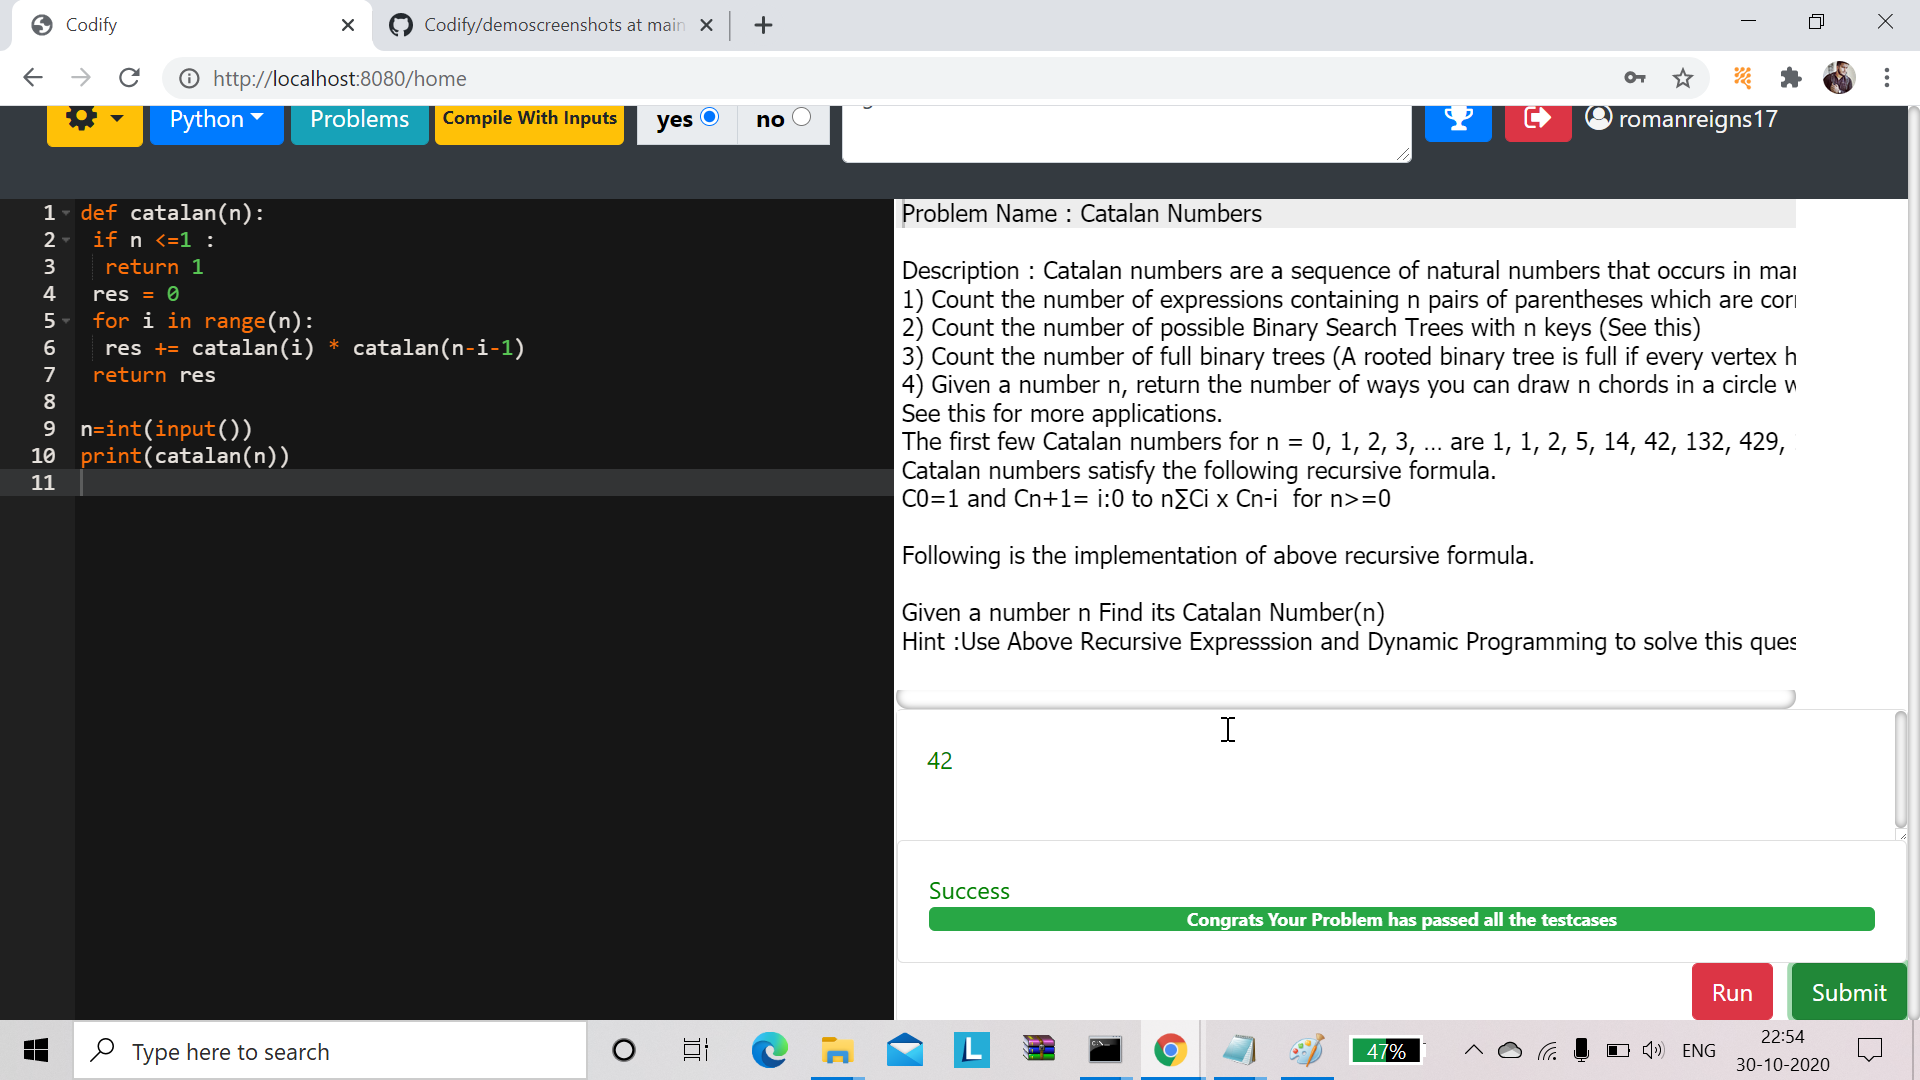 Codify
Codify/demoscreenshots at main
http://localhost:8080/home
Python
Problems
Compile With Inputs
yes
no
romanreigns17
1 def catalan(n):
2 if n <=1 :
3 return 1
4 res = 0
5 for i in range(n):
6 res += catalan(i) * catalan(n-i-1)
7 return res
8
9 n=int(input())
10 print(catalan(n))
11
Problem Name : Catalan Numbers
Description : Catalan numbers are a sequence of natural numbers that occurs in
1) Count the number of expressions containing n pairs of parentheses which are
2) Count the number of possible Binary Search Trees with n keys (See this)
3) Count the number of full binary trees (A rooted binary tree is full if every vertex
4) Given a number n, return the number of ways you can draw n chords in a circle
See this for more applications.
The first few Catalan numbers for n = 0, 1, 2, 3, … are 1, 1, 2, 5, 14, 42, 132, 429,
Catalan numbers satisfy the following recursive formula.
C0=1 and Cn+1= i:0 to n∑Ci x Cn-i  for n>=0
Following is the implementation of above recursive formula.
Given a number n Find its Catalan Number(n)
Hint :Use Above Recursive Expresssion and Dynamic Programming to solve this ques
42
Success
Congrats Your Problem has passed all the testcases
Run
Submit
Type here to search
L
47%
ENG
22:54
30-10-2020